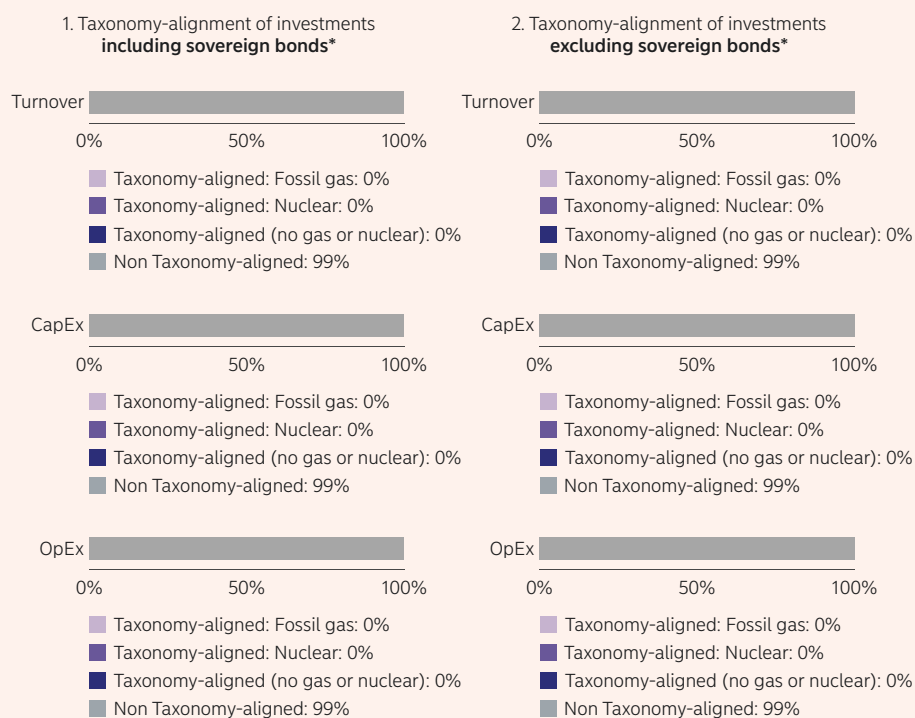 1. Taxonomy-alignment of investments
including sovereign bonds*
Turnover
0% 50% 100%
Taxonomy-aligned: Fossil gas: 0%
Taxonomy-aligned: Nuclear: 0%
Taxonomy-aligned (no gas or nuclear): 0%
Non Taxonomy-aligned: 99%
CapEx
0% 50% 100%
Taxonomy-aligned: Fossil gas: 0%
Taxonomy-aligned: Nuclear: 0%
Taxonomy-aligned (no gas or nuclear): 0%
Non Taxonomy-aligned: 99%
OpEx
0% 50% 100%
Taxonomy-aligned: Fossil gas: 0%
Taxonomy-aligned: Nuclear: 0%
Taxonomy-aligned (no gas or nuclear): 0%
Non Taxonomy-aligned: 99%
2. Taxonomy-alignment of investments
excluding sovereign bonds*
Turnover
0% 50% 100%
Taxonomy-aligned: Fossil gas: 0%
Taxonomy-aligned: Nuclear: 0%
Taxonomy-aligned (no gas or nuclear): 0%
Non Taxonomy-aligned: 99%
CapEx
0% 50% 100%
Taxonomy-aligned: Fossil gas: 0%
Taxonomy-aligned: Nuclear: 0%
Taxonomy-aligned (no gas or nuclear): 0%
Non Taxonomy-aligned: 99%
OpEx
0% 50% 100%
Taxonomy-aligned: Fossil gas: 0%
Taxonomy-aligned: Nuclear: 0%
Taxonomy-aligned (no gas or nuclear): 0%
Non Taxonomy-aligned: 99%